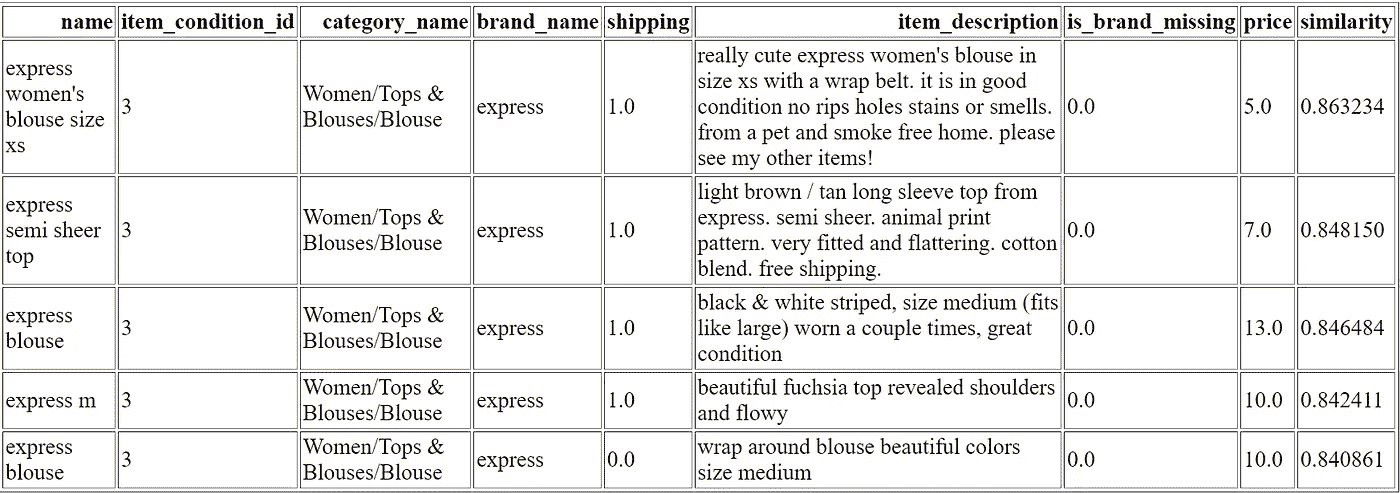 name item_condition_id category_name brand_name shipping item_description is_brand_missing price similarity
express women's blouse size xs 3 Women/Tops & Blouses/Blouse express 1.0 really cute express women's blouse in size xs with a wrap belt. it is in good condition no rips holes stains or smells. from a pet and smoke free home. please see my other items! 0.0 5.0 0.863234
express semi sheer top 3 Women/Tops & Blouses/Blouse express 1.0 light brown / tan long sleeve top from express. semi sheer. animal print pattern. very fitted and flattering. cotton blend. free shipping. 0.0 7.0 0.848150
express blouse 3 Women/Tops & Blouses/Blouse express 1.0 black & white striped, size medium (fits like large) worn a couple times, great condition 0.0 13.0 0.846484
express m 3 Women/Tops & Blouses/Blouse express 1.0 beautiful fuchsia top revealed shoulders and flowy 0.0 10.0 0.842411
express blouse 3 Women/Tops & Blouses/Blouse express 0.0 wrap around blouse beautiful colors size medium 0.0 10.0 0.840861